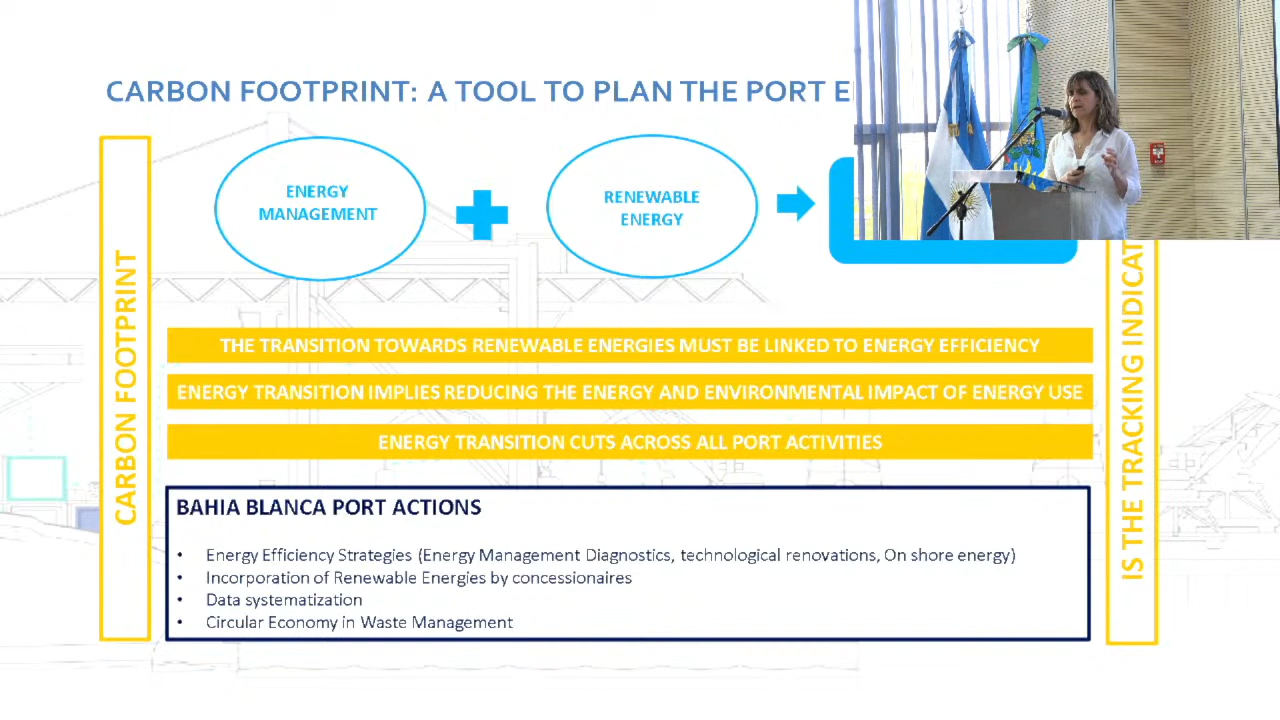 CARBON FOOTPRINT: A TOOL TO PLAN THE PORT
CARBON FOOTPRINT
ENERGY
MANAGEMENT
RENEWABLE
ENERGY
THE TRANSITION TOWARDS RENEWABLE ENERGIES MUST BE LINKED TO ENERGY EFFICIENCY
ENERGY TRANSITION IMPLIES REDUCING THE ENERGY AND ENVIRONMENTAL IMPACT OF ENERGY USE
ENERGY TRANSITION CUTS ACROSS ALL PORT ACTIVITIES
BAHIA BLANCA PORT ACTIONS
• Energy Efficiency Strategies (Energy Management Diagnostics, technological renovations, On shore energy)
• Incorporation of Renewable Energies by concessionaires
• Data systematization
• Circular Economy in Waste Management
IS THE TRACKING INDICAT